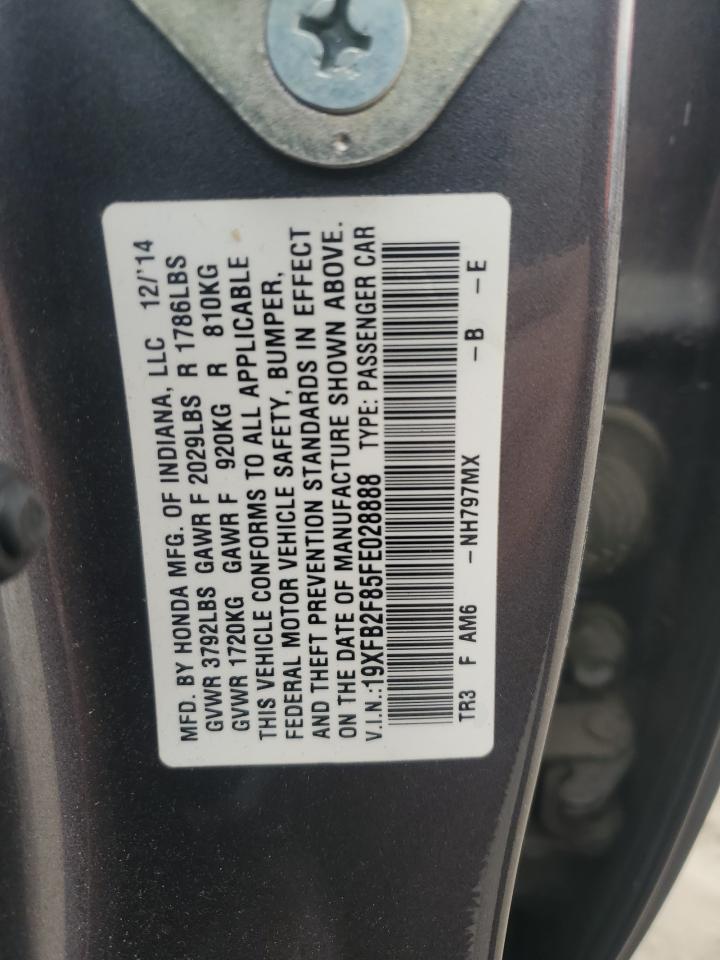 MFD. BY HONDA MFG. OF INDIANA, LLC 12/'14
GVWR 3792LBS GAWR F 2029LBS R 1786LBS
GVWR 1720KG GAWR F 920KG R 810KG
THIS VEHICLE CONFORMS TO ALL APPLICABLE
FEDERAL MOTOR VEHICLE SAFETY, BUMPER,
AND THEFT PREVENTION STANDARDS IN EFFECT
ON THE DATE OF MANUFACTURE SHOWN ABOVE.
V.I.N.:19XFB2F85FE028888 TYPE: PASSENGER CAR
TR3 F AM6 -NH797MX -B -E